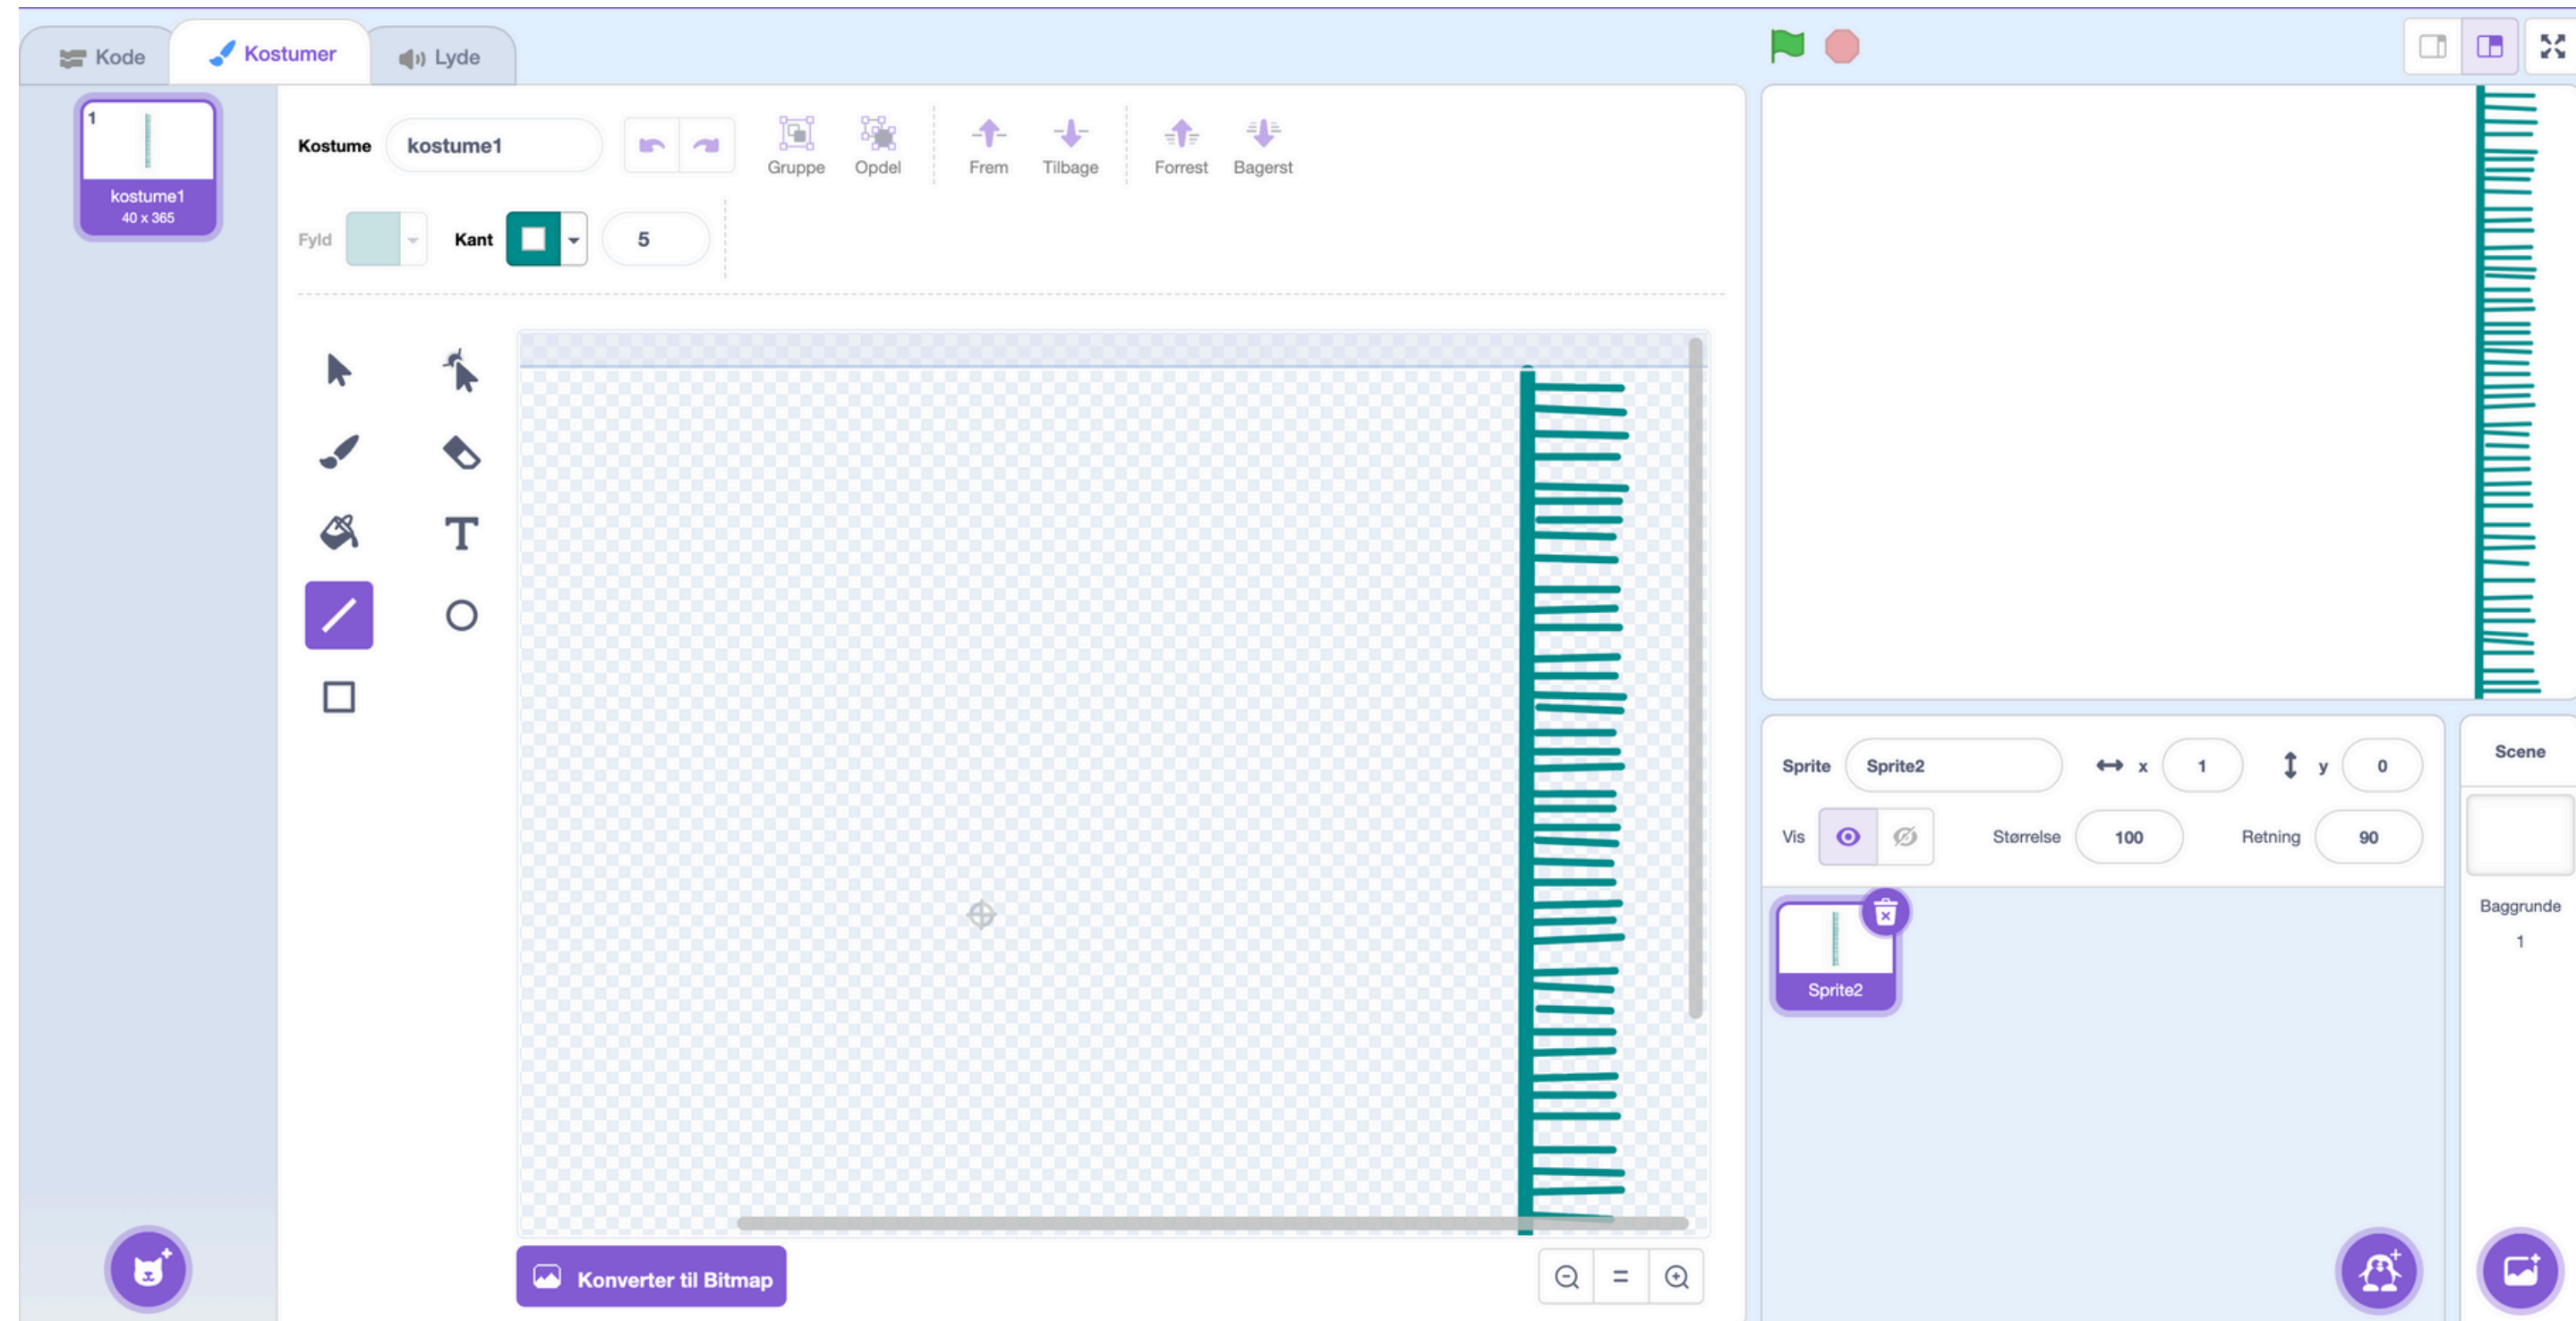 Kode Kostumer Lyde
1
kostume1
40 x 365
Kostume kostume1
Gruppe Opdel Frem Tilbage Forrest Bagerst
Fyld Kant 5
T
Konverter til Bitmap
=
Sprite Sprite2 x 1 y 0
Vis Størrelse 100 Retning 90
Sprite2
Scene
Baggrunde
1